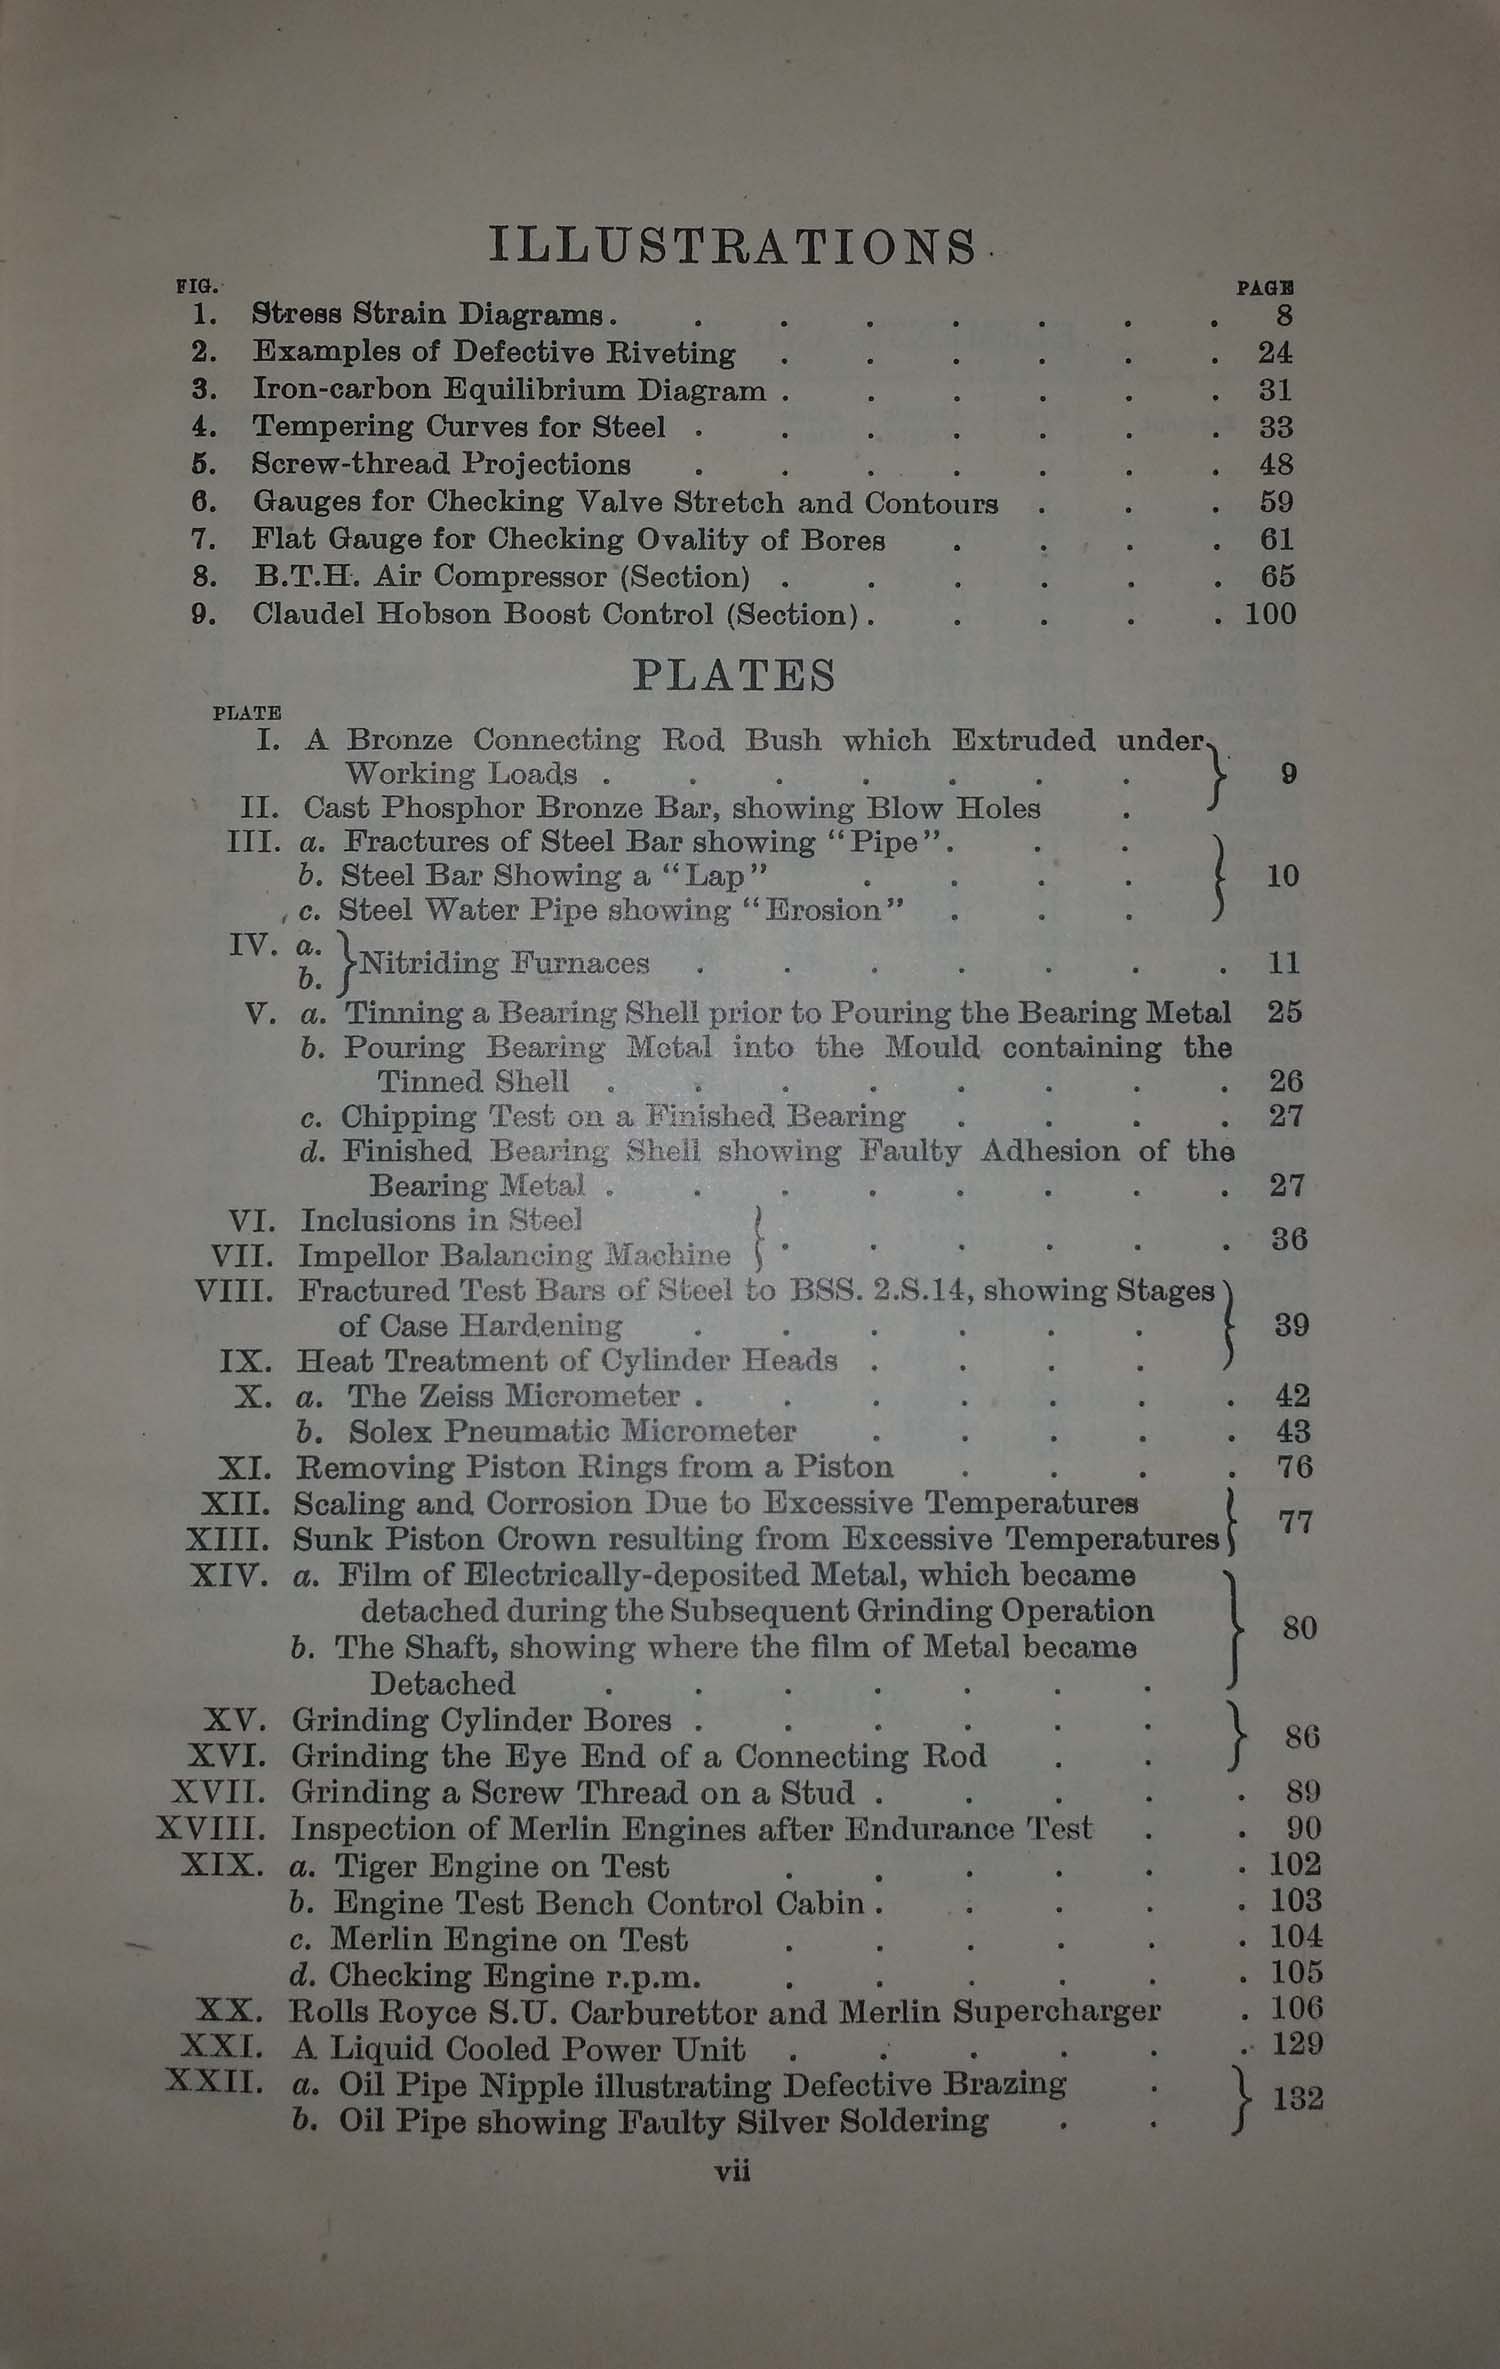 ILLUSTRATIONS
FIG. PAGE
1. Stress Strain Diagrams . . . . . . . . 8
2. Examples of Defective Riveting . . . . . . 24
3. Iron-carbon Equilibrium Diagram . . . . . . 31
4. Tempering Curves for Steel . . . . . . . 33
5. Screw-thread Projections . . . . . . . 48
6. Gauges for Checking Valve Stretch and Contours . . . 59
7. Flat Gauge for Checking Ovality of Bores . . . . 61
8. B.T.H. Air Compressor (Section) . . . . . . 65
9. Claudel Hobson Boost Control (Section) . . . . . 100
PLATES
PLATE
I. A Bronze Connecting Rod Bush which Extruded under
Working Loads . . . . . . . 9
II. Cast Phosphor Bronze Bar, showing Blow Holes .
III. a. Fractures of Steel Bar showing "Pipe" . . .
b. Steel Bar Showing a "Lap" . . . . 10
c. Steel Water Pipe showing "Erosion" . . .
IV. a.
b. Nitriding Furnaces . . . . . . . 11
V. a. Tinning a Bearing Shell prior to Pouring the Bearing Metal 25
b. Pouring Bearing Metal into the Mould containing the
Tinned Shell . . . . . . . . 26
c. Chipping Test on a Finished Bearing . . . . 27
d. Finished Bearing Shell showing Faulty Adhesion of the
Bearing Metal . . . . . . . . 27
VI. Inclusions in Steel
VII. Impellor Balancing Machine . . . . . . 36
VIII. Fractured Test Bars of Steel to BSS. 2.S.14, showing Stages
of Case Hardening . . . . . . 39
IX. Heat Treatment of Cylinder Heads . . . .
X. a. The Zeiss Micrometer . . . . . . . 42
b. Solex Pneumatic Micrometer . . . . . 43
XI. Removing Piston Rings from a Piston . . . . 76
XII. Scaling and Corrosion Due to Excessive Temperatures
XIII. Sunk Piston Crown resulting from Excessive Temperatures 77
XIV. a. Film of Electrically-deposited Metal, which became
detached during the Subsequent Grinding Operation
b. The Shaft, showing where the film of Metal became 80
Detached . . . . . . .
XV. Grinding Cylinder Bores . . . . . .
XVI. Grinding the Eye End of a Connecting Rod . . 86
XVII. Grinding a Screw Thread on a Stud . . . . . 89
XVIII. Inspection of Merlin Engines after Endurance Test . . 90
XIX. a. Tiger Engine on Test . . . . . . 102
b. Engine Test Bench Control Cabin . . . . . 103
c. Merlin Engine on Test . . . . . . 104
d. Checking Engine r.p.m. . . . . . . 105
XX. Rolls Royce S.U. Carburettor and Merlin Supercharger . 106
XXI. A Liquid Cooled Power Unit . . . . . . 129
XXII. a. Oil Pipe Nipple illustrating Defective Brazing . 132
b. Oil Pipe showing Faulty Silver Soldering . .
vii